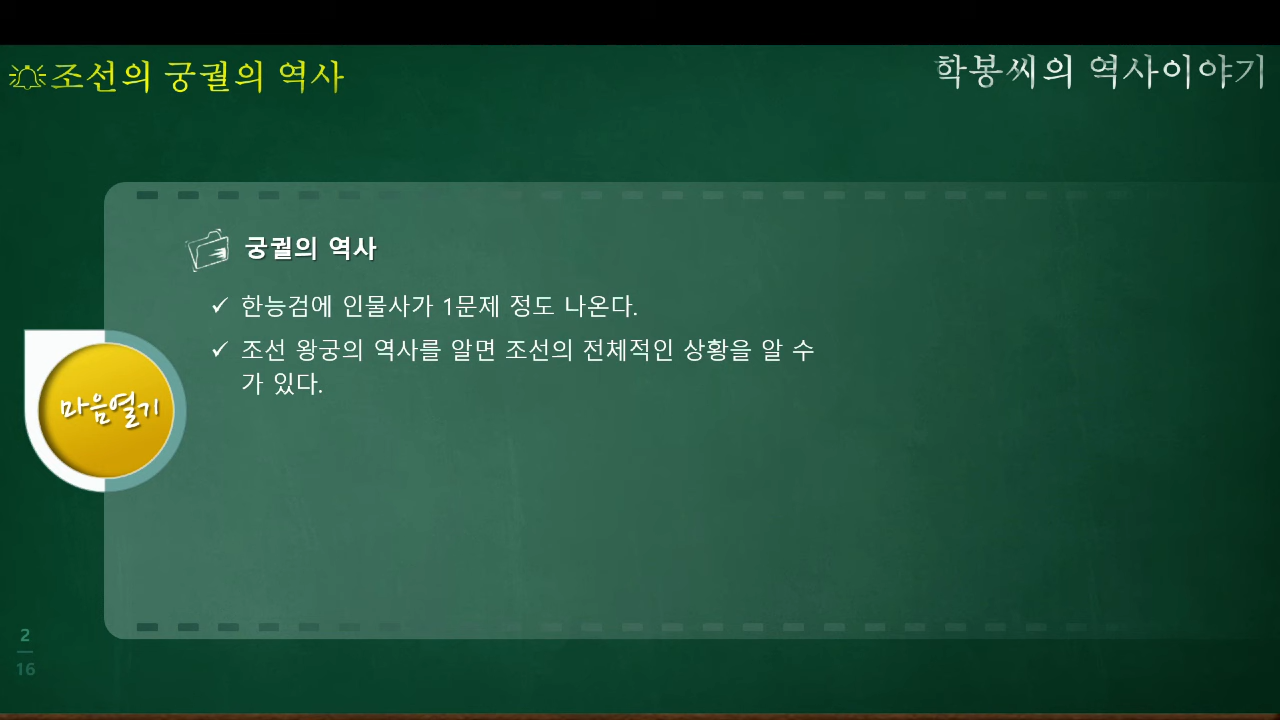 조선의 궁궐의 역사
학봉씨의 역사이야기
궁궐의 역사
✓ 한능검에 인물사가 1문제 정도 나온다.
✓ 조선 왕궁의 역사를 알면 조선의 전체적인 상황을 알 수
가 있다.
마음열기
2
16